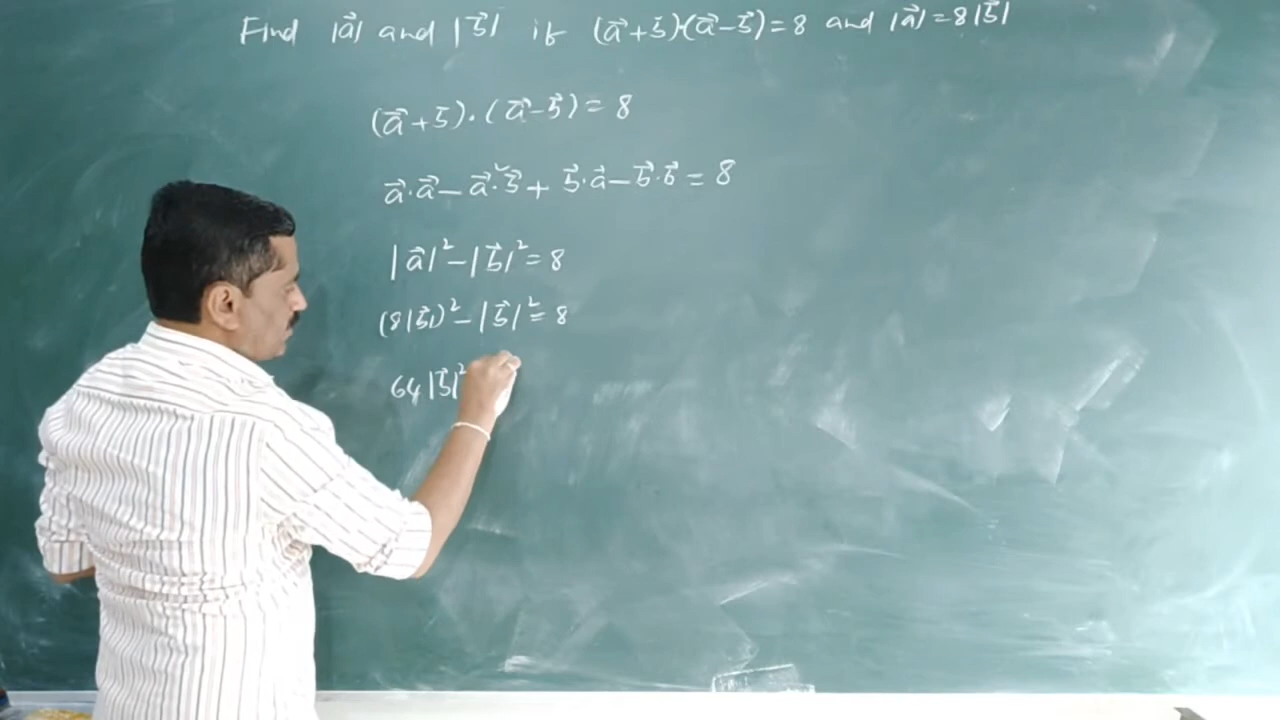 Find |a⃗| and |b⃗| if (a⃗+b⃗)·(a⃗-b⃗)=8 and |a⃗|=8|b⃗|
(a⃗+b⃗)·(a⃗-b⃗)=8
a⃗·a⃗-a⃗·b⃗+b⃗·a⃗-b⃗·b⃗=8
|a⃗|²-|b⃗|²=8
(8|b⃗|)²-|b⃗|²=8
64|b⃗|²